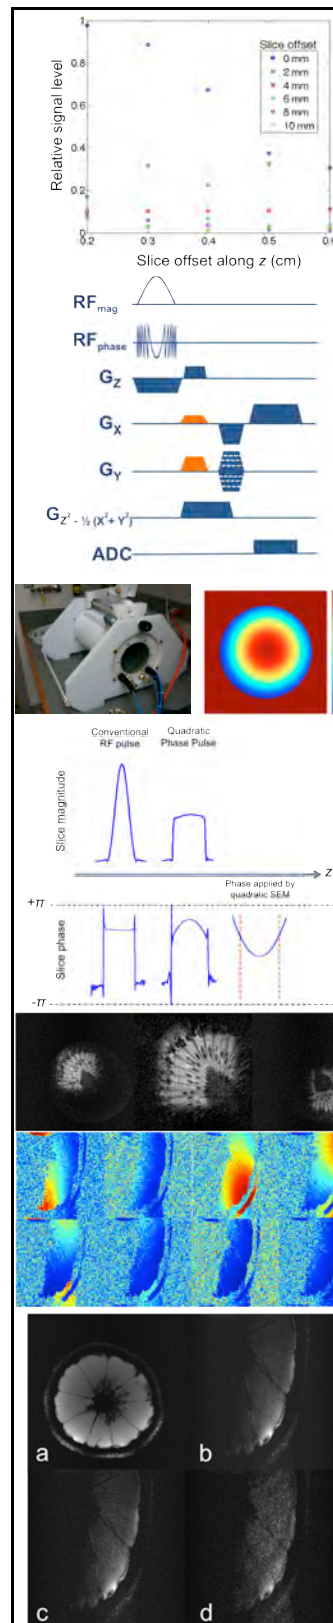 1
0.8
0.6
0.4
0.2
0
0.2 0.3 0.4 0.5 0.6
Relative signal level
Slice offset along z (cm)
Slice offset
0 mm
2 mm
4 mm
6 mm
8 mm
10 mm
RFmag
RFphase
GZ
GX
GY
GZ² - ½ (X² + Y²)
ADC
Conventional
RF pulse
Quadratic
Phase Pulse
Slice magnitude
z
Phase applied by
quadratic SEM
+π
Slice phase
-π
a
b
c
d